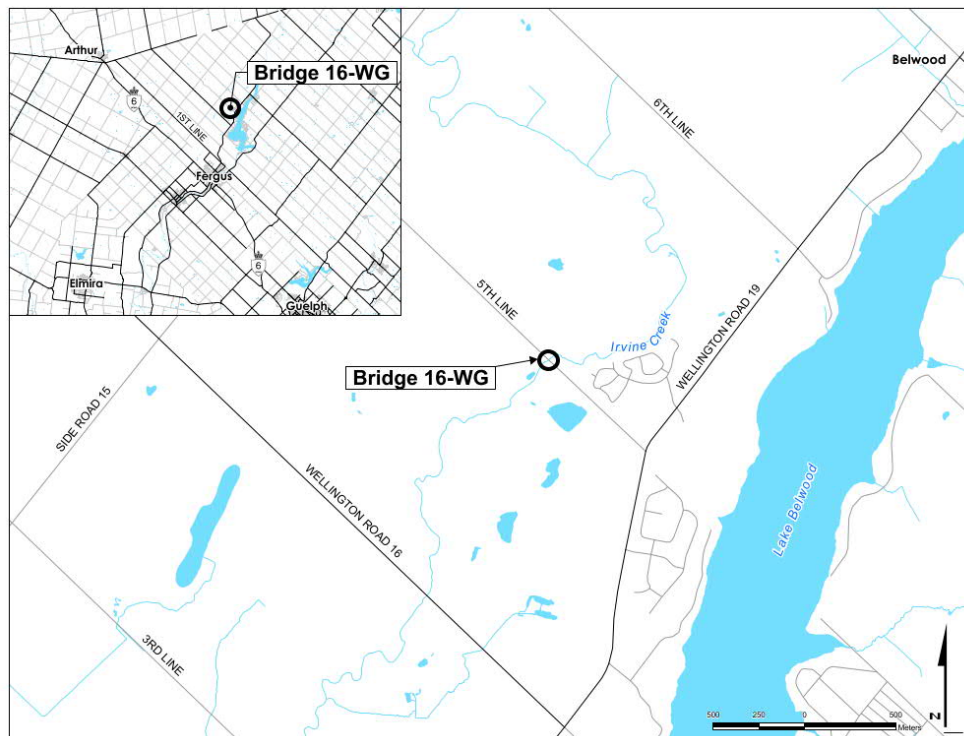 Arthur
Bridge 16-WG
6
1ST LINE
Fergus
6
Elmira
Guelph
Belwood
6TH LINE
5TH LINE
Irvine Creek
WELLINGTON ROAD 19
Bridge 16-WG
SIDE ROAD 15
WELLINGTON ROAD 16
Lake Belwood
3RD LINE
N
500 250 0 500
Meters